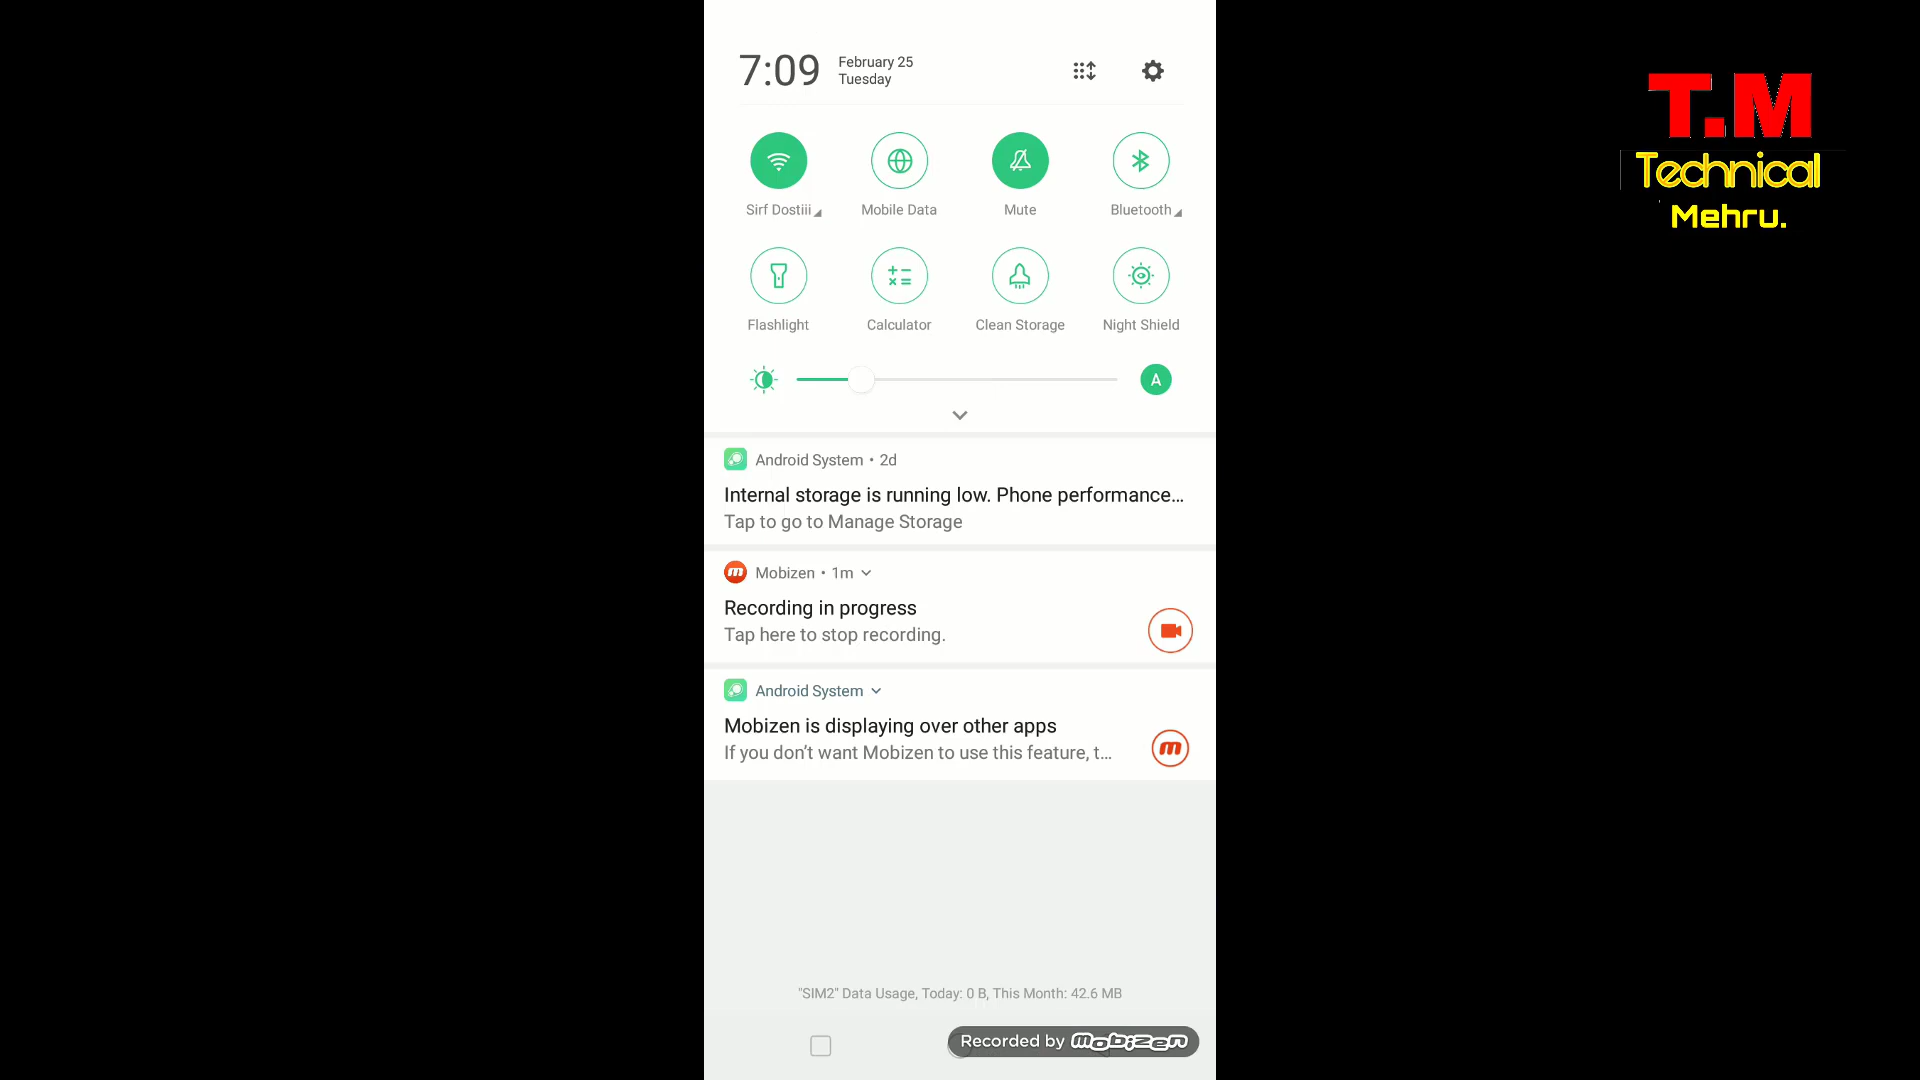 7:09
February 25
Tuesday
T.M
Technical
Mehru.
Sirf Dostiii
Mobile Data
Mute
Bluetooth
Flashlight
Calculator
Clean Storage
Night Shield
A
Android System • 2d
Internal storage is running low. Phone performance...
Tap to go to Manage Storage
Mobizen • 1m
Recording in progress
Tap here to stop recording.
Android System
Mobizen is displaying over other apps
If you don’t want Mobizen to use this feature, t...
"SIM2" Data Usage, Today: 0 B, This Month: 42.6 MB
Recorded by mobizen